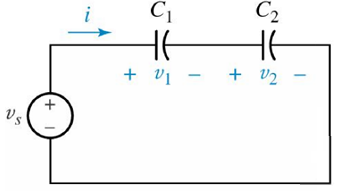 i C₁ C₂
+ v₁ − + v₂ −
vₛ + −